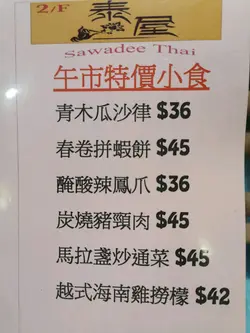 2/F
泰屋
Sawadee Thai
午市特價小食
青木瓜沙律 $36
春卷拼蝦餅 $45
醃酸辣鳳爪 $36
炭燒豬頸肉 $45
馬拉盞炒通菜 $45
越式海南雞撈檬 $42